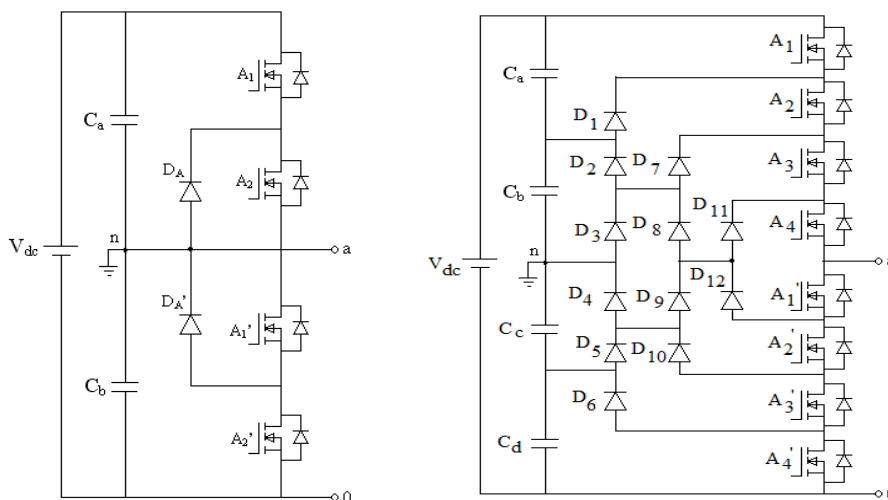 A1
Ca
DA
A2
n
Vdc
a
DA'
A1'
Cb
A2'
0
A1
Ca
A2
D1
D2
D7
A3
Cb
D11
D3
D8
A4
n
Vdc
a
D12
D4
D9
A1'
Cc
A2'
D5
D10
D6
A3'
Cd
A4'